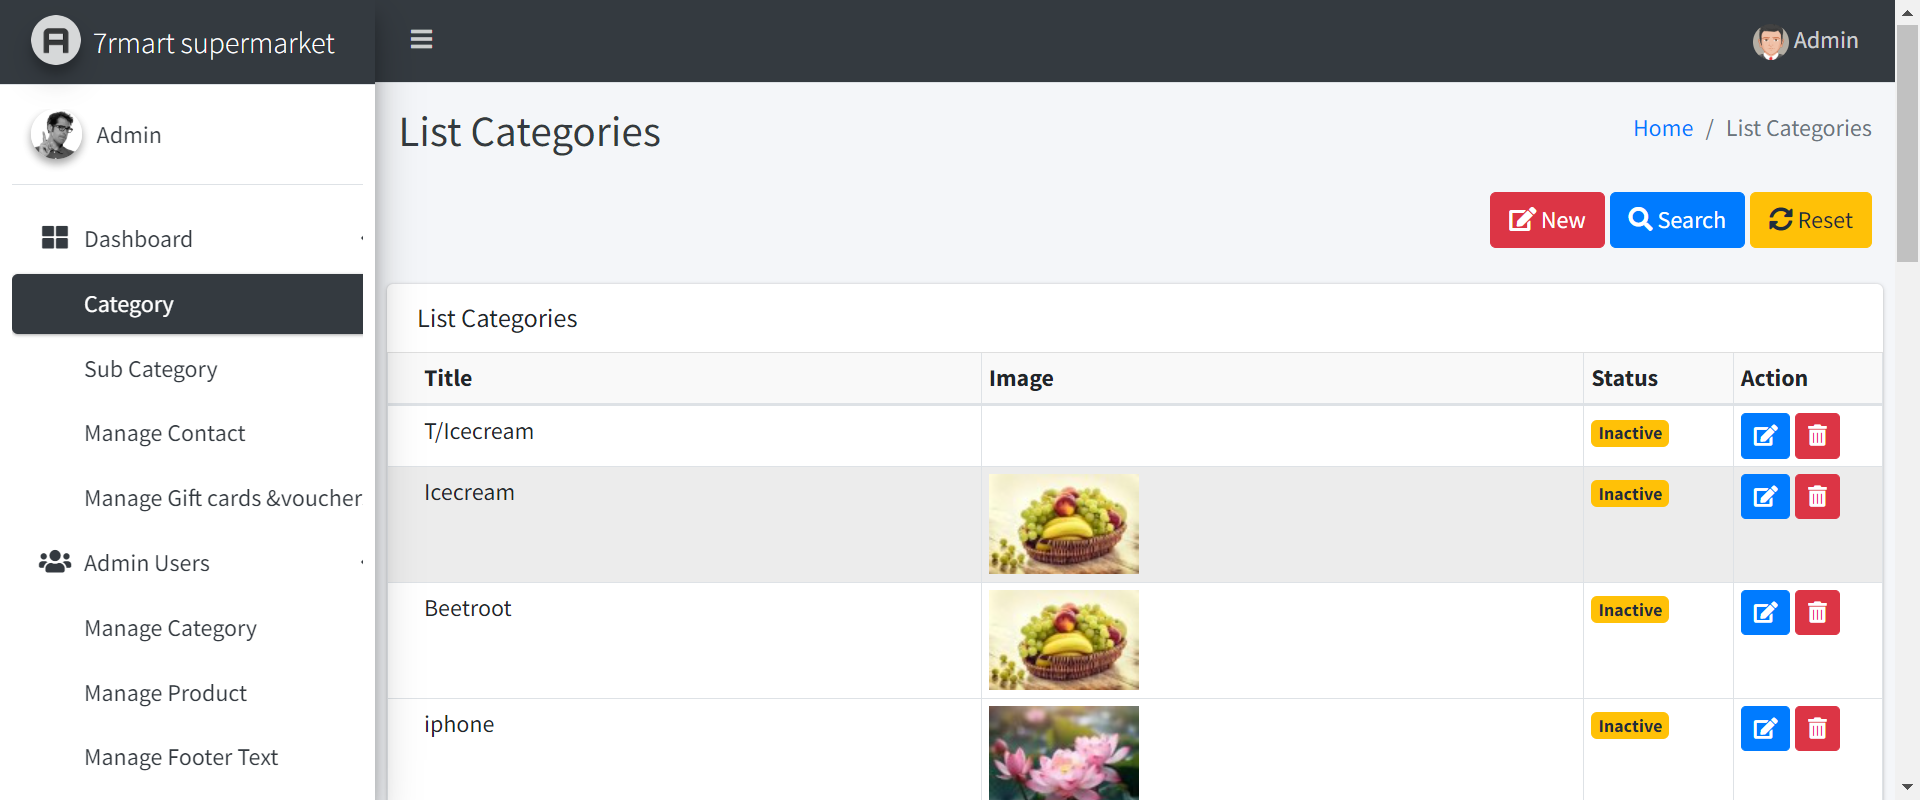 7rmart supermarket
Admin
Admin
List Categories
Home / List Categories
New
Search
Reset
Dashboard
Category
Sub Category
Manage Contact
Manage Gift cards &voucher
Admin Users
Manage Category
Manage Product
Manage Footer Text
List Categories
Title Image Status Action
T/Icecream Inactive
Icecream Inactive
Beetroot Inactive
iphone Inactive